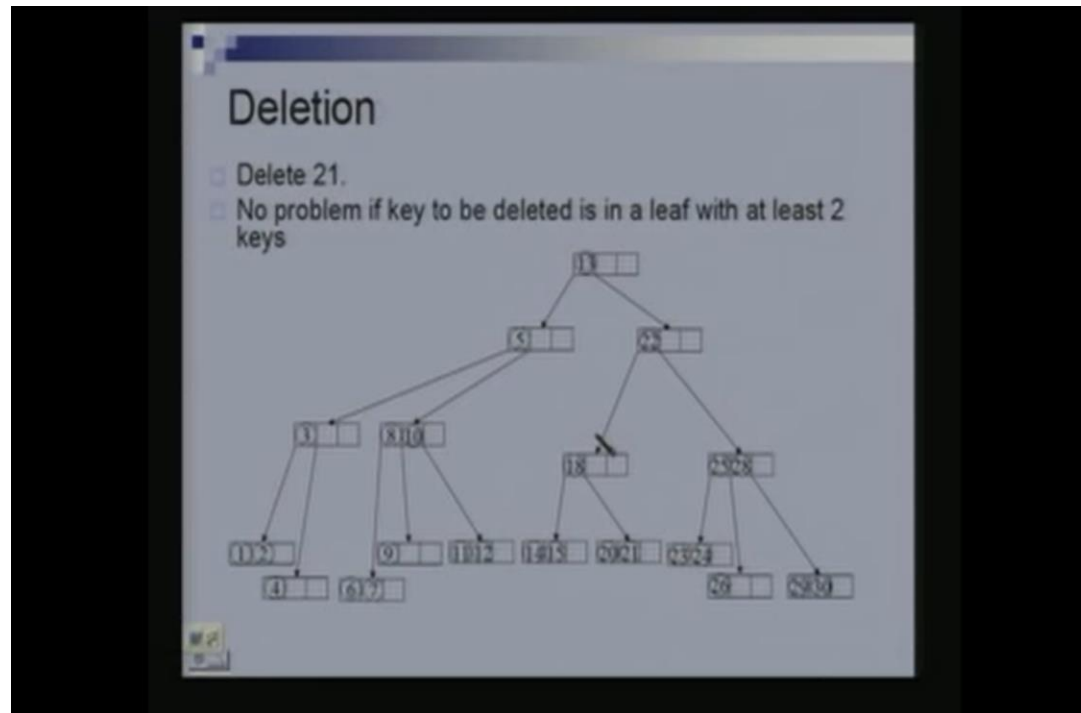 Deletion
Delete 21.
No problem if key to be deleted is in a leaf with at least 2
keys
13
5 22
3 8 10
18 25 28
1 2 9 11 12 14 15 20 21 23 24
4 6 7 26 29 30